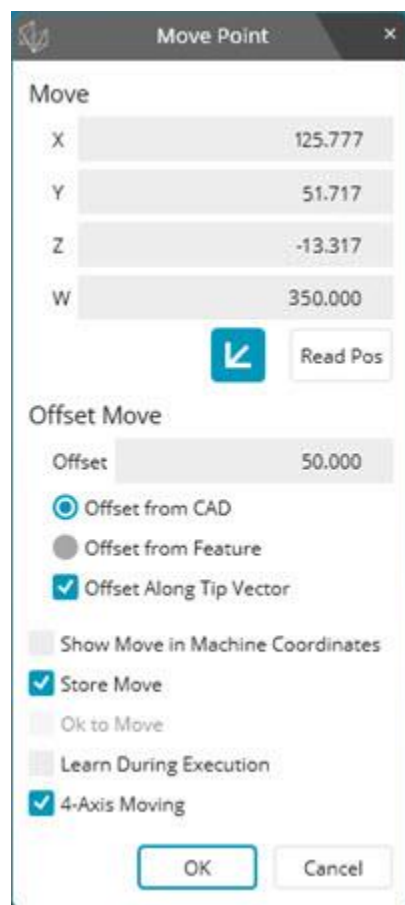 Move Point
Move
X 125.777
Y 51.717
Z -13.317
W 350.000
Read Pos
Offset Move
Offset 50.000
Offset from CAD
Offset from Feature
Offset Along Tip Vector
Show Move in Machine Coordinates
Store Move
Ok to Move
Learn During Execution
4-Axis Moving
OK Cancel